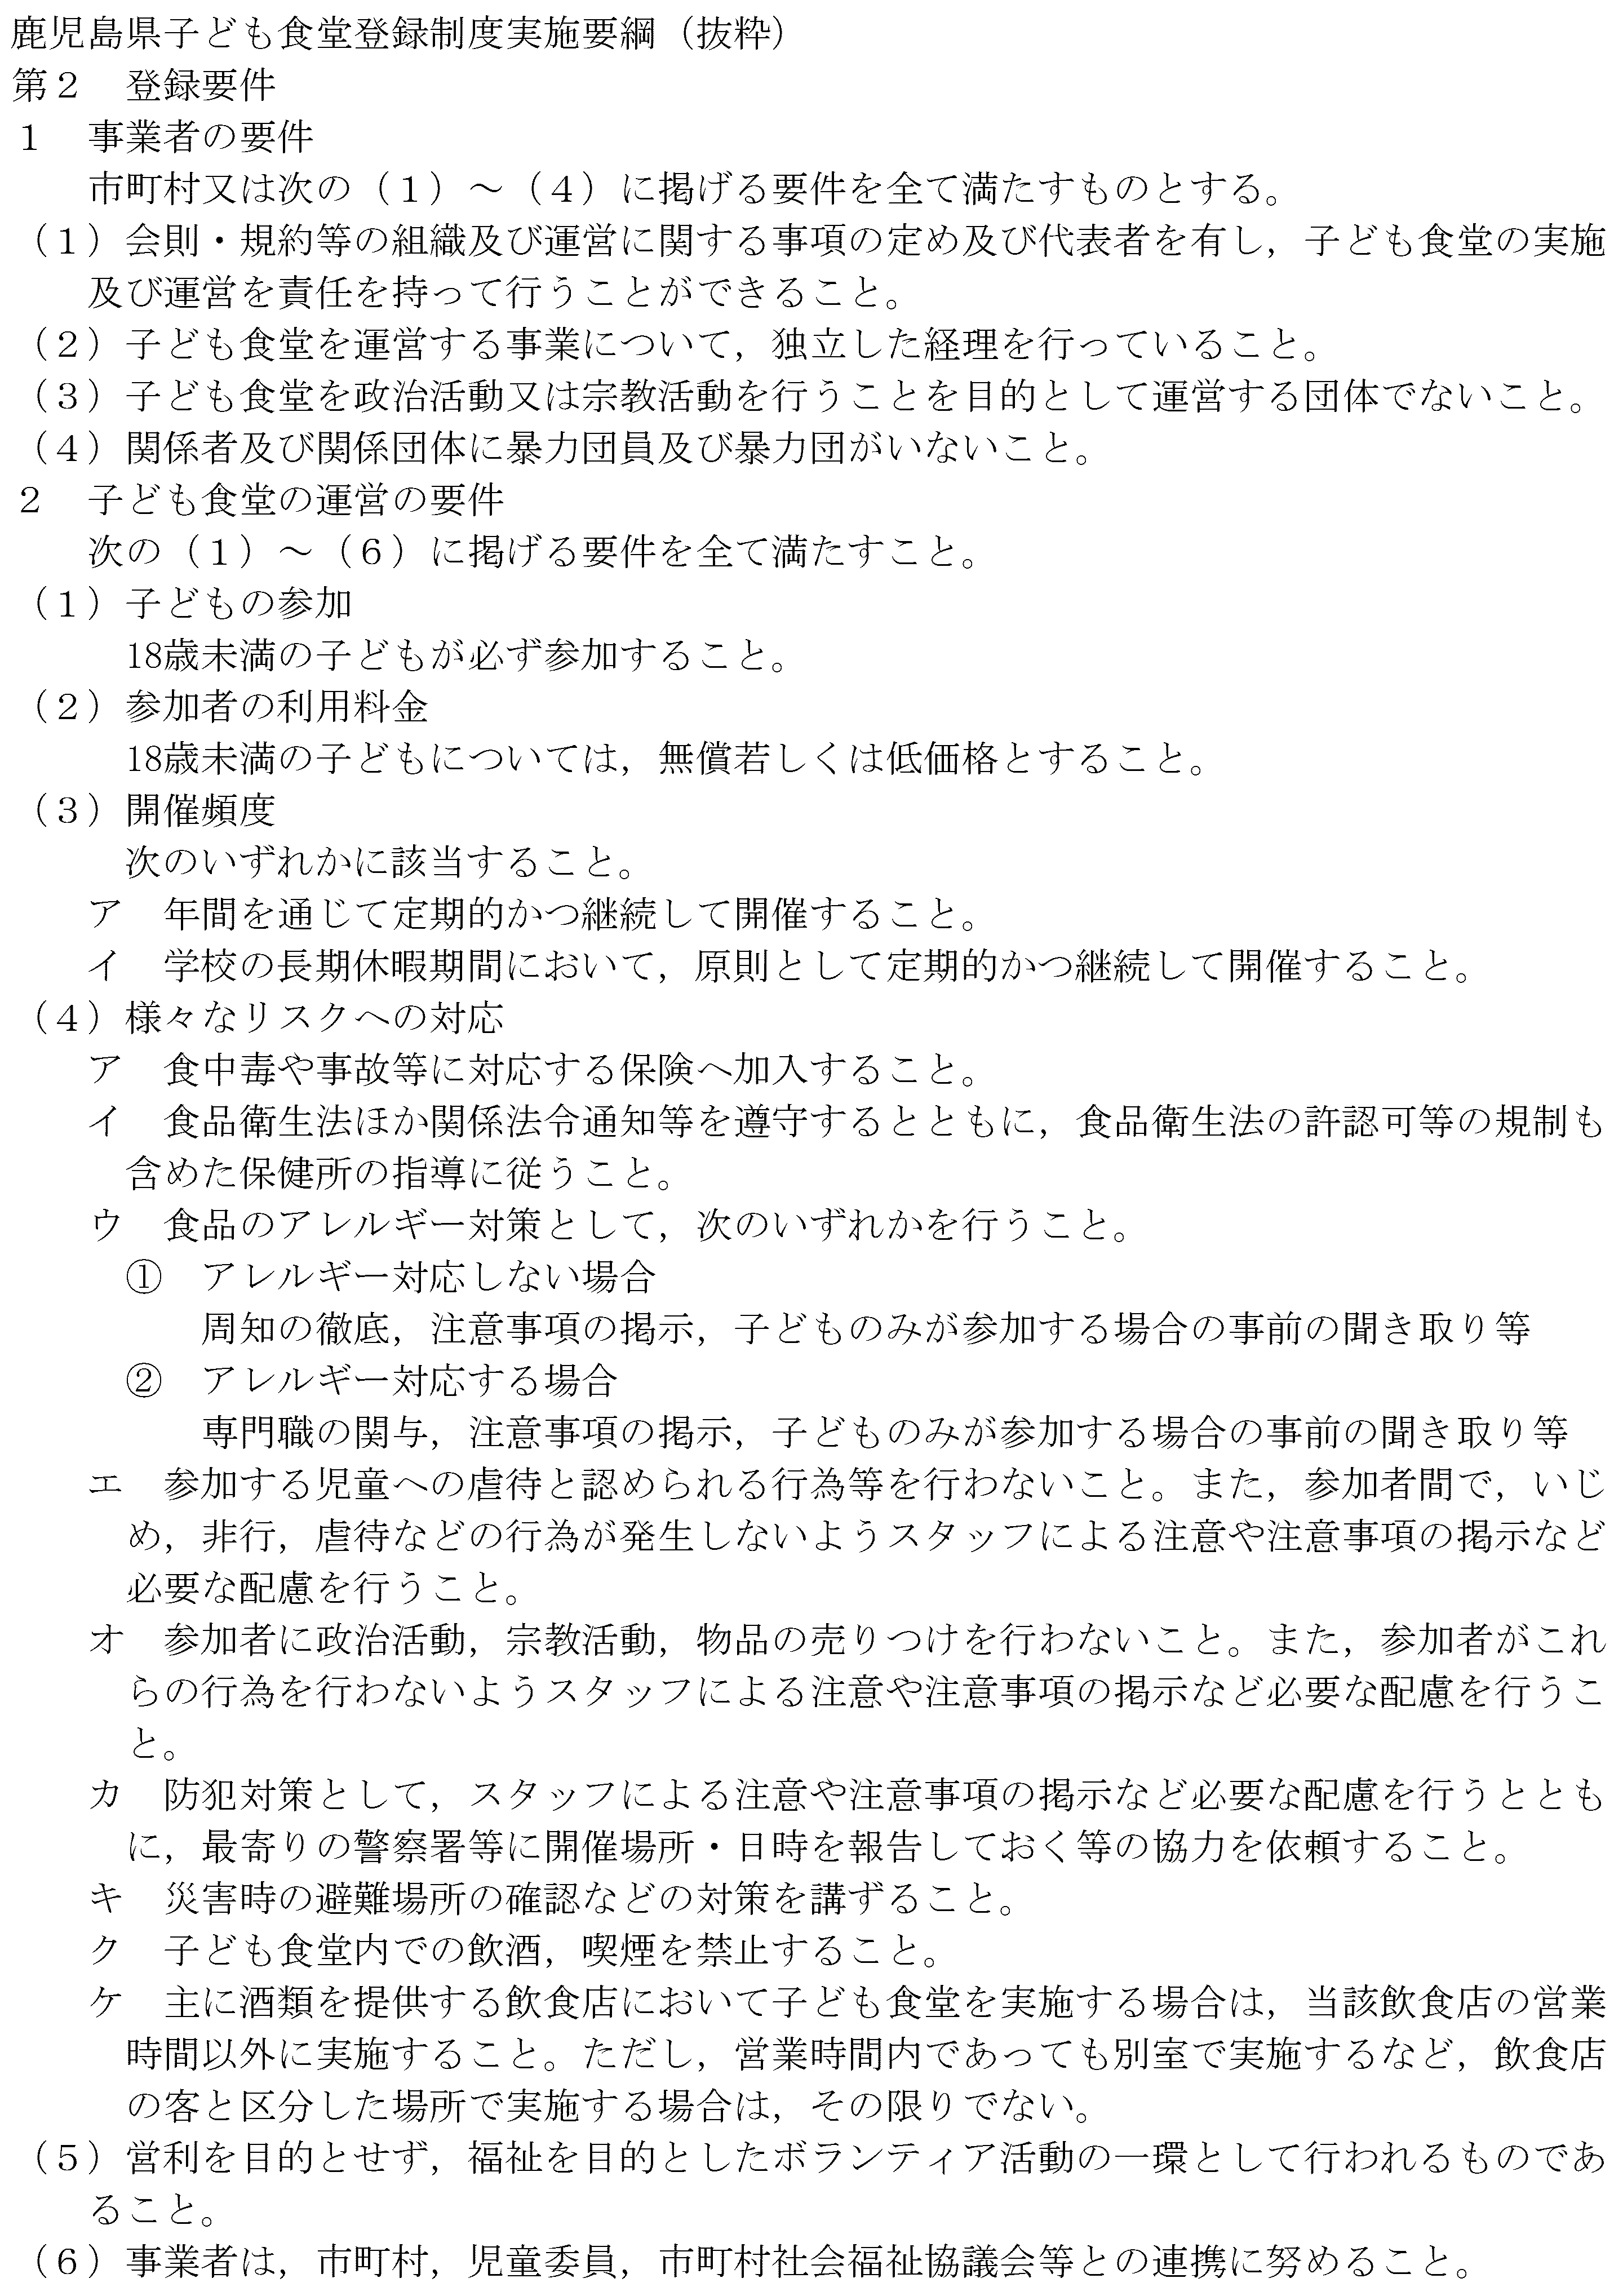 鹿児島県子ども食堂登録制度実施要綱（抜粋）
第２　登録要件
１　事業者の要件
市町村又は次の（１）～（４）に掲げる要件を全て満たすものとする。
（１）会則・規約等の組織及び運営に関する事項の定め及び代表者を有し，子ども食堂の実施
及び運営を責任を持って行うことができること。
（２）子ども食堂を運営する事業について，独立した経理を行っていること。
（３）子ども食堂を政治活動又は宗教活動を行うことを目的として運営する団体でないこと。
（４）関係者及び関係団体に暴力団員及び暴力団がいないこと。
２　子ども食堂の運営の要件
次の（１）～（６）に掲げる要件を全て満たすこと。
（１）子どもの参加
18歳未満の子どもが必ず参加すること。
（２）参加者の利用料金
18歳未満の子どもについては，無償若しくは低価格とすること。
（３）開催頻度
次のいずれかに該当すること。
ア　年間を通じて定期的かつ継続して開催すること。
イ　学校の長期休暇期間において，原則として定期的かつ継続して開催すること。
（４）様々なリスクへの対応
ア　食中毒や事故等に対応する保険へ加入すること。
イ　食品衛生法ほか関係法令通知等を遵守するとともに，食品衛生法の許認可等の規制も
含めた保健所の指導に従うこと。
ウ　食品のアレルギー対策として，次のいずれかを行うこと。
①　アレルギー対応しない場合
周知の徹底，注意事項の掲示，子どものみが参加する場合の事前の聞き取り等
②　アレルギー対応する場合
専門職の関与，注意事項の掲示，子どものみが参加する場合の事前の聞き取り等
エ　参加する児童への虐待と認められる行為等を行わないこと。また，参加者間で，いじ
め，非行，虐待などの行為が発生しないようスタッフによる注意や注意事項の掲示など
必要な配慮を行うこと。
オ　参加者に政治活動，宗教活動，物品の売りつけを行わないこと。また，参加者がこれ
らの行為を行わないようスタッフによる注意や注意事項の掲示など必要な配慮を行うこ
と。
カ　防犯対策として，スタッフによる注意や注意事項の掲示など必要な配慮を行うととも
に，最寄りの警察署等に開催場所・日時を報告しておく等の協力を依頼すること。
キ　災害時の避難場所の確認などの対策を講ずること。
ク　子ども食堂内での飲酒，喫煙を禁止すること。
ケ　主に酒類を提供する飲食店において子ども食堂を実施する場合は，当該飲食店の営業
時間以外に実施すること。ただし，営業時間内であっても別室で実施するなど，飲食店
の客と区分した場所で実施する場合は，その限りでない。
（５）営利を目的とせず，福祉を目的としたボランティア活動の一環として行われるものであ
ること。
（６）事業者は，市町村，児童委員，市町村社会福祉協議会等との連携に努めること。